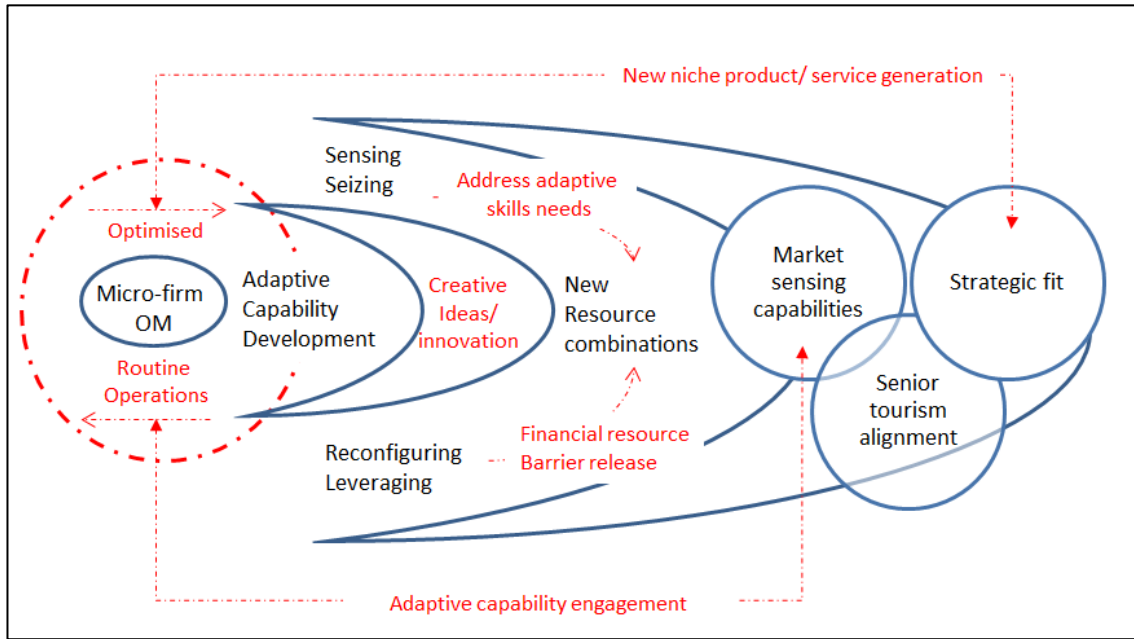 New niche product/ service generation
Sensing
Seizing
Address adaptive
skills needs
Optimised
Micro-firm
OM
Adaptive
Capability
Development
Creative
Ideas/
innovation
New
Resource
combinations
Market
sensing
capabilities
Strategic fit
Routine
Operations
Senior
tourism
alignment
Reconfiguring
Leveraging
Financial resource
Barrier release
Adaptive capability engagement